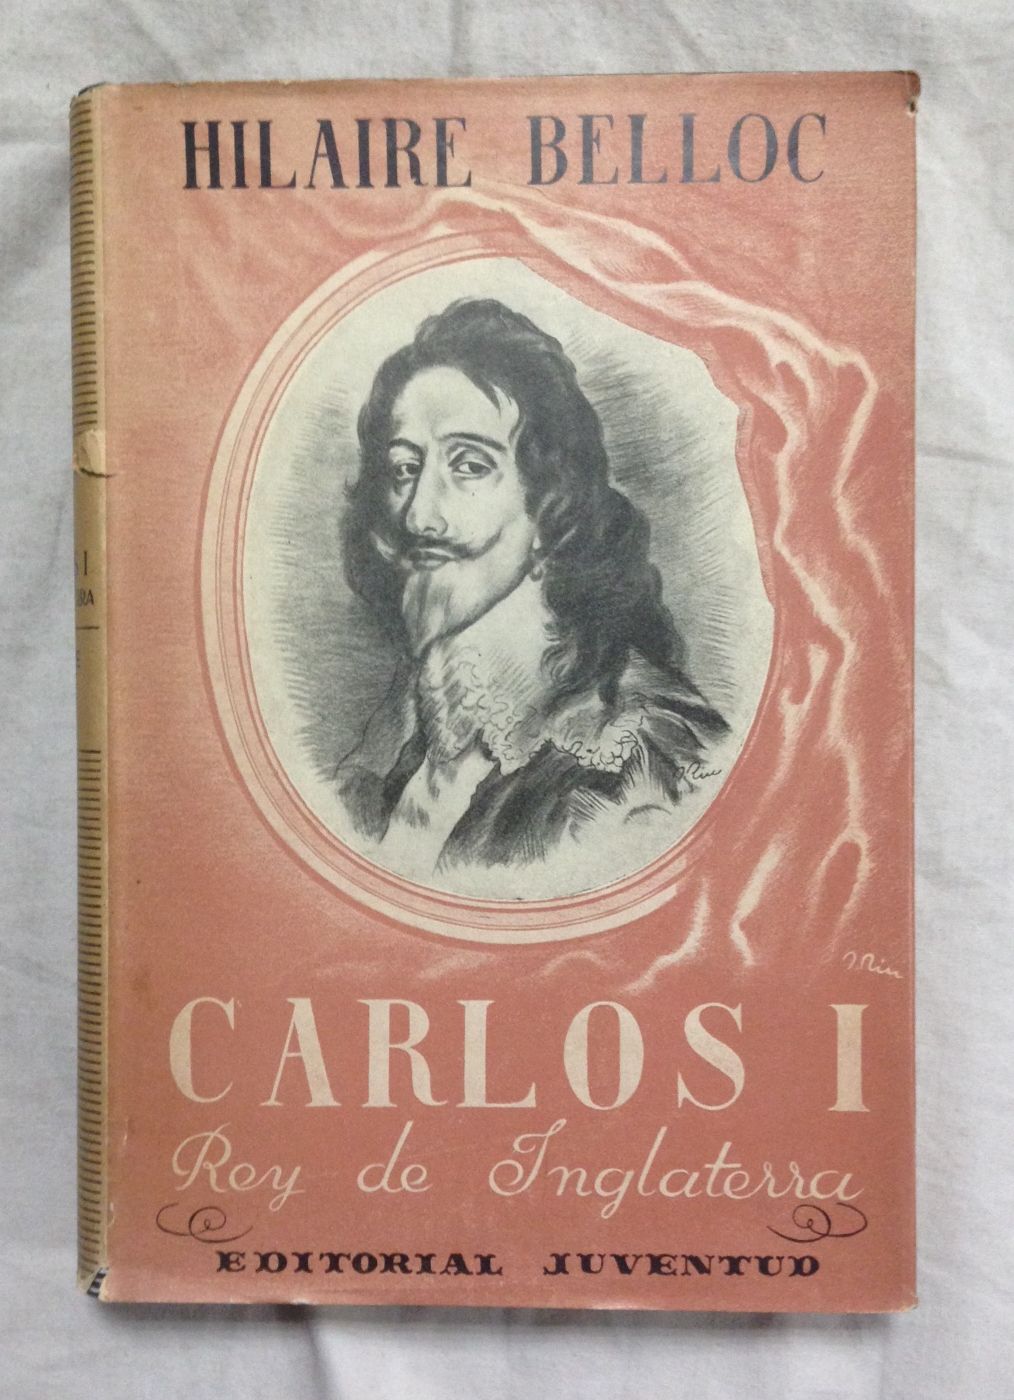 HILAIRE BELLOC
CARLOS I
Rey de Inglaterra
EDITORIAL JUVENTUD